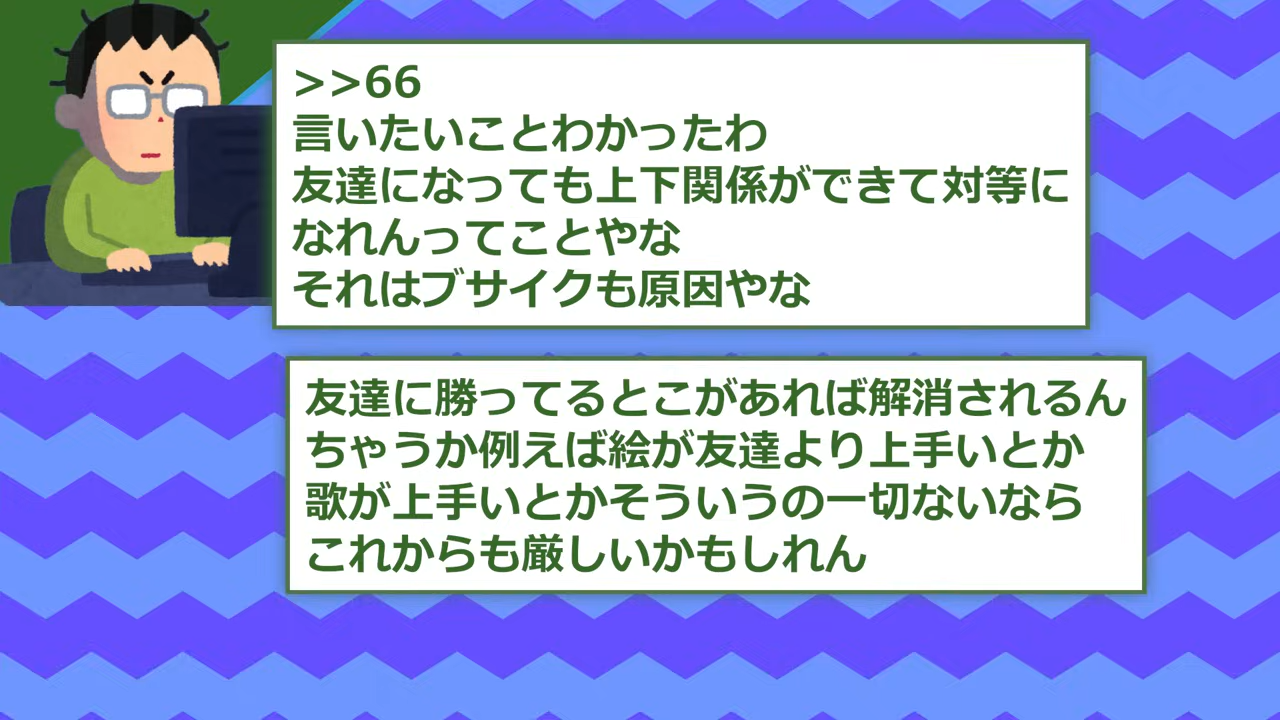 >>66
言いたいことわかったわ
友達になっても上下関係ができて対等に
なれんってことやな
それはブサイクも原因やな
友達に勝ってるとこがあれば解消されるん
ちゃうか例えば絵が友達より上手いとか
歌が上手いとかそういうの一切ないなら
これからも厳しいかもしれん